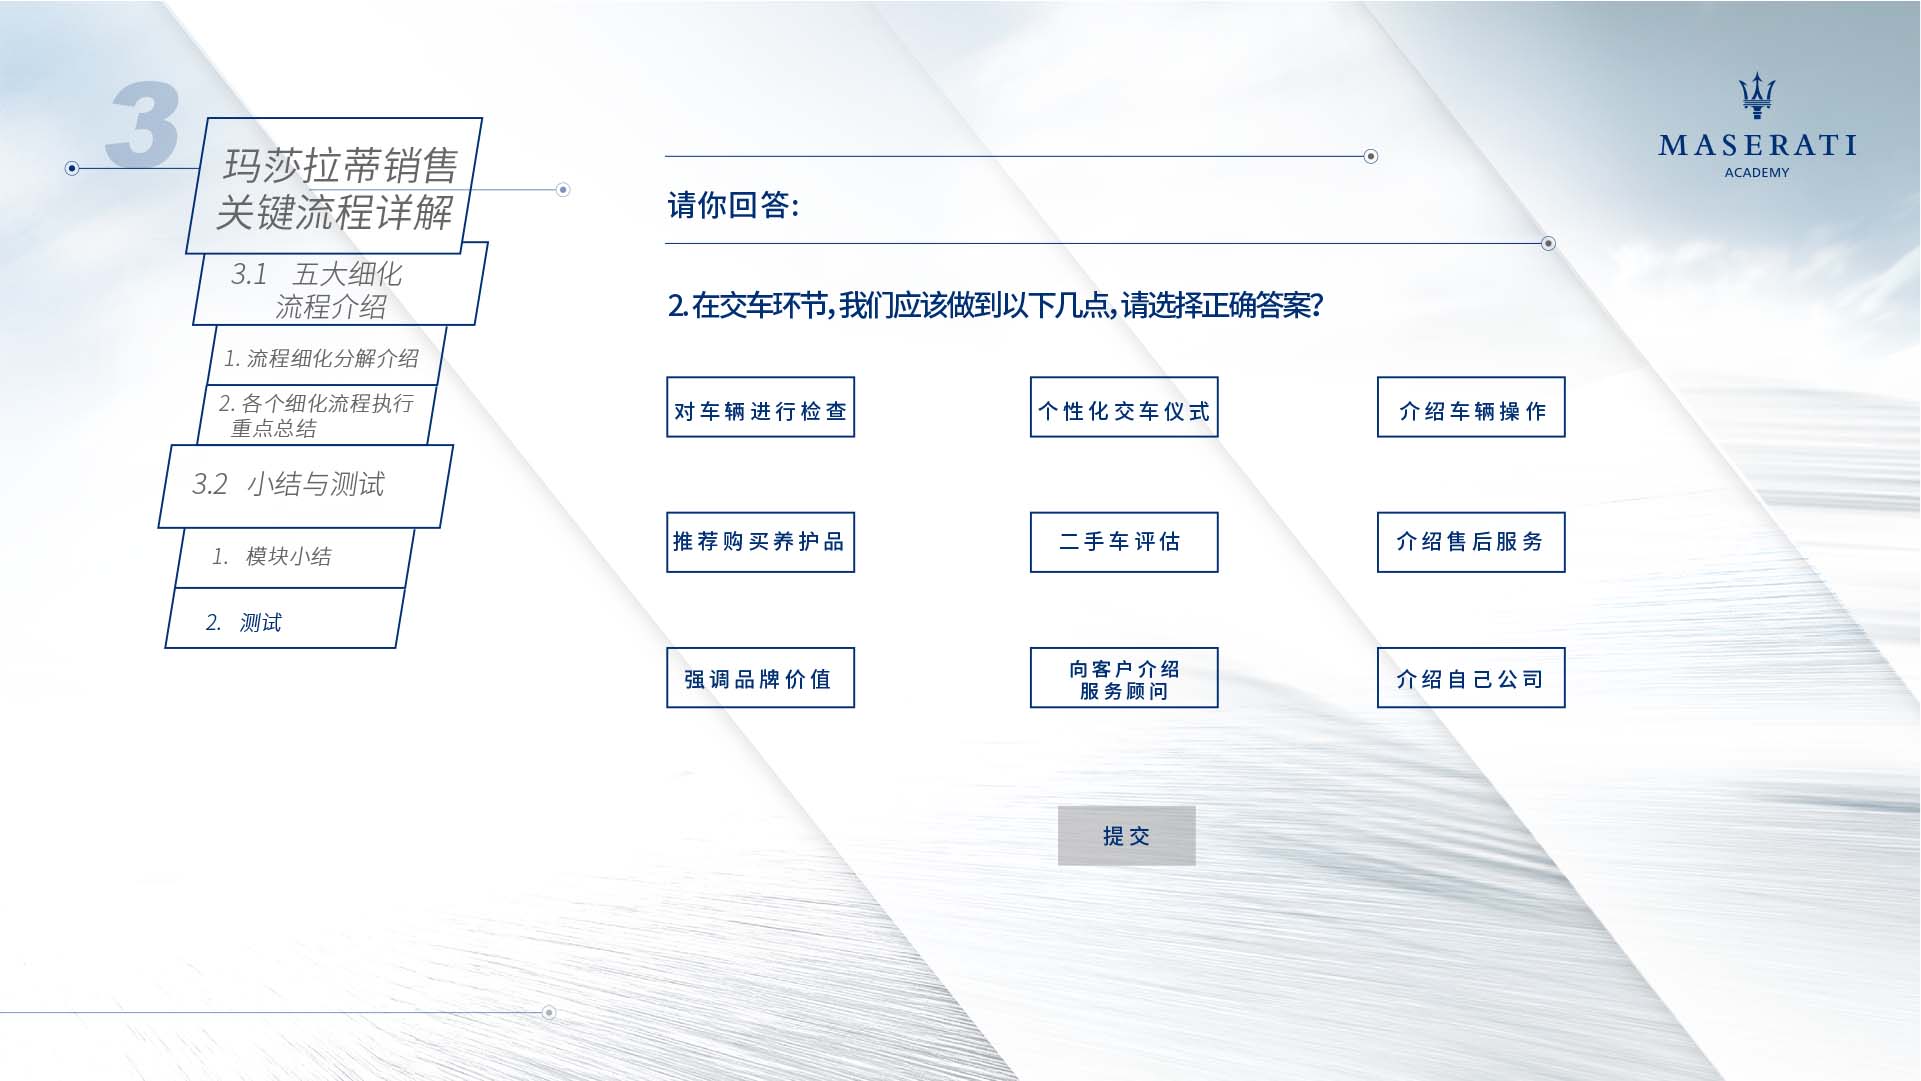 3
玛莎拉蒂销售
关键流程详解
3.1 五大细化
流程介绍
1. 流程细化分解介绍
2. 各个细化流程执行
重点总结
3.2 小结与测试
1. 模块小结
2. 测试
MASERATI
ACADEMY
请你回答:
2. 在交车环节,我们应该做到以下几点,请选择正确答案?
对车辆进行检查
个性化交车仪式
介绍车辆操作
推荐购买养护品
二手车评估
介绍售后服务
强调品牌价值
向客户介绍
服务顾问
介绍自己公司
提交